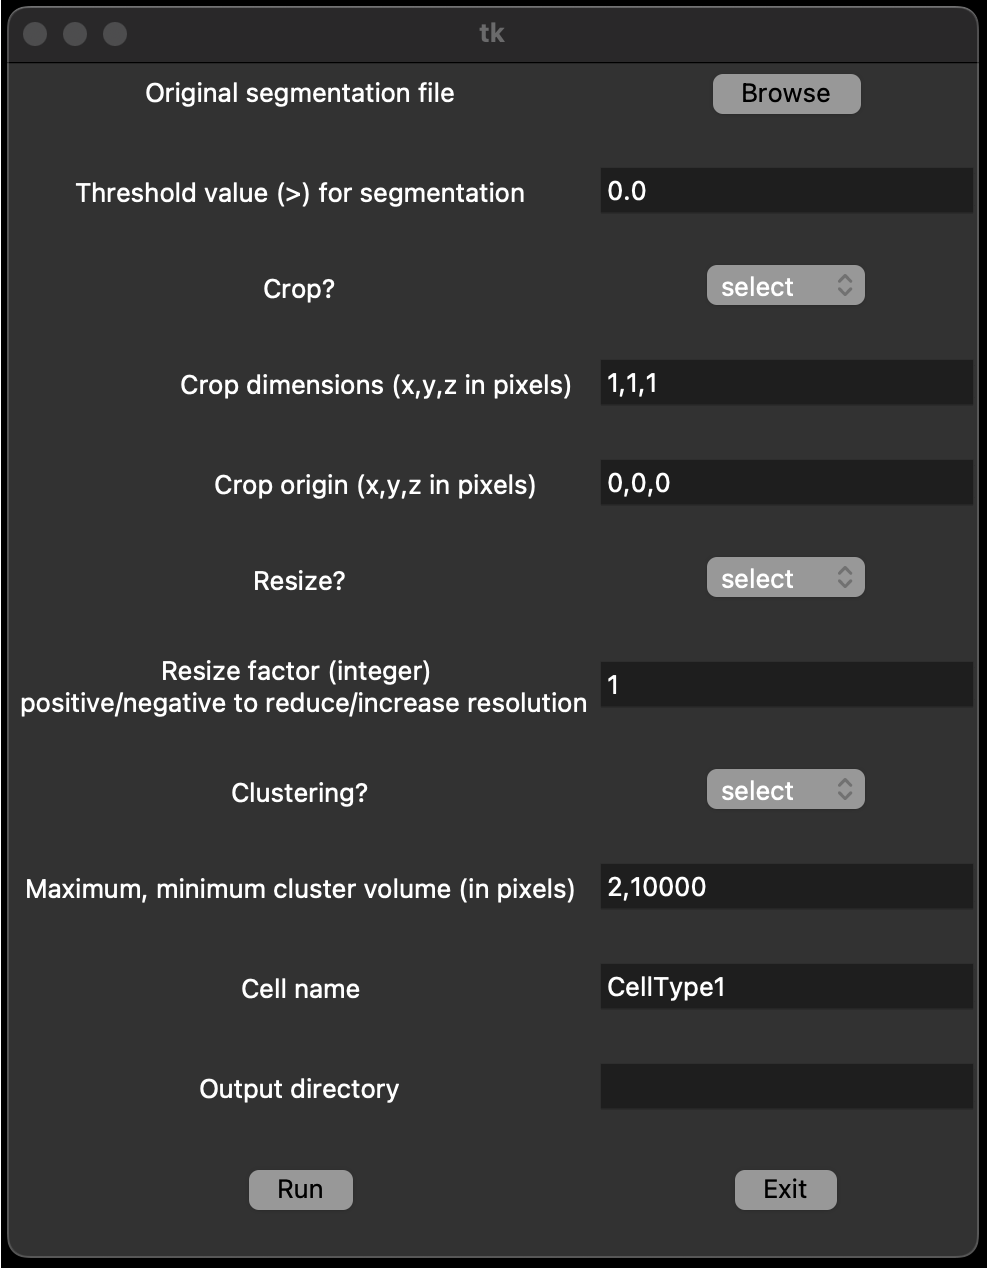 tk
Original segmentation file Browse
Threshold value (>) for segmentation 0.0
Crop? select
Crop dimensions (x,y,z in pixels) 1,1,1
Crop origin (x,y,z in pixels) 0,0,0
Resize? select
Resize factor (integer)
positive/negative to reduce/increase resolution 1
Clustering? select
Maximum, minimum cluster volume (in pixels) 2,10000
Cell name CellType1
Output directory
Run Exit